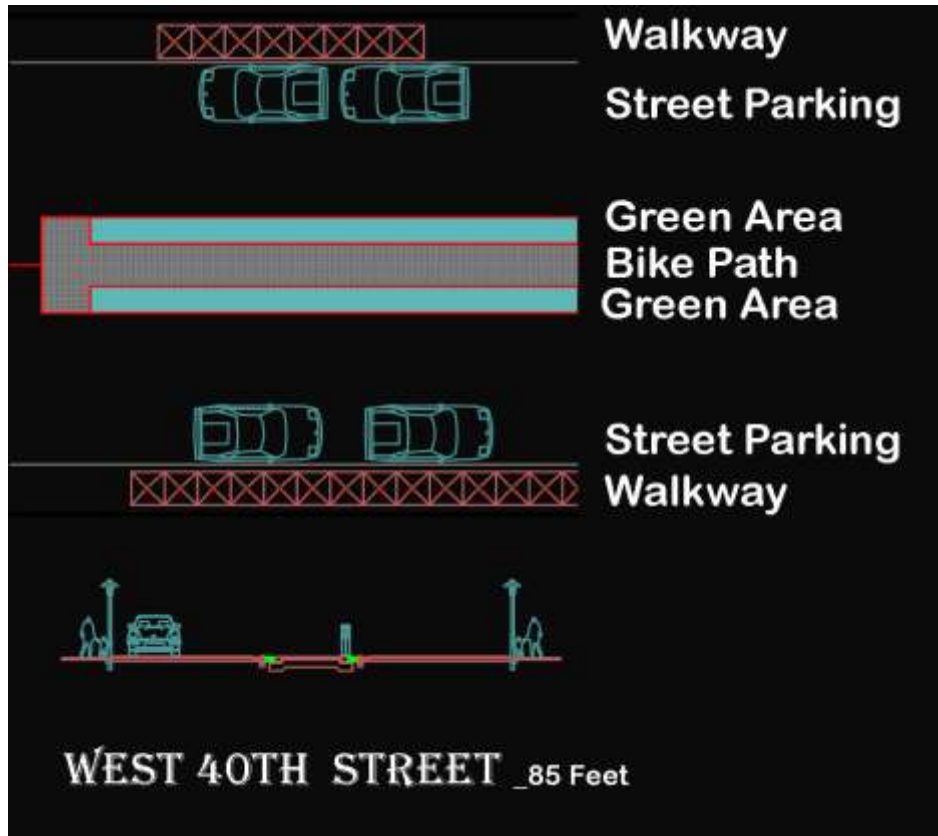 Walkway
Street Parking
Green Area
Bike Path
Green Area
Street Parking
Walkway
WEST 40TH STREET _85 Feet